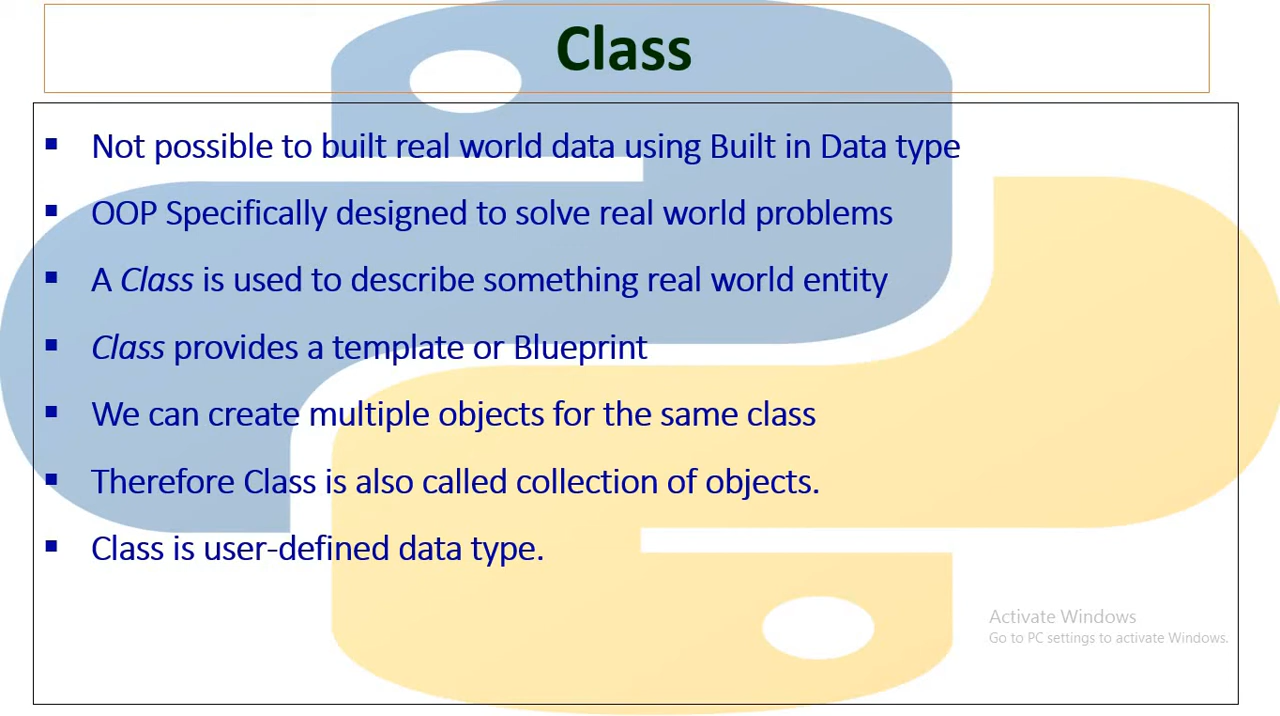 Class
▪ Not possible to built real world data using Built in Data type
▪ OOP Specifically designed to solve real world problems
▪ A Class is used to describe something real world entity
▪ Class provides a template or Blueprint
▪ We can create multiple objects for the same class
▪ Therefore Class is also called collection of objects.
▪ Class is user-defined data type.
Activate Windows
Go to PC settings to activate Windows.